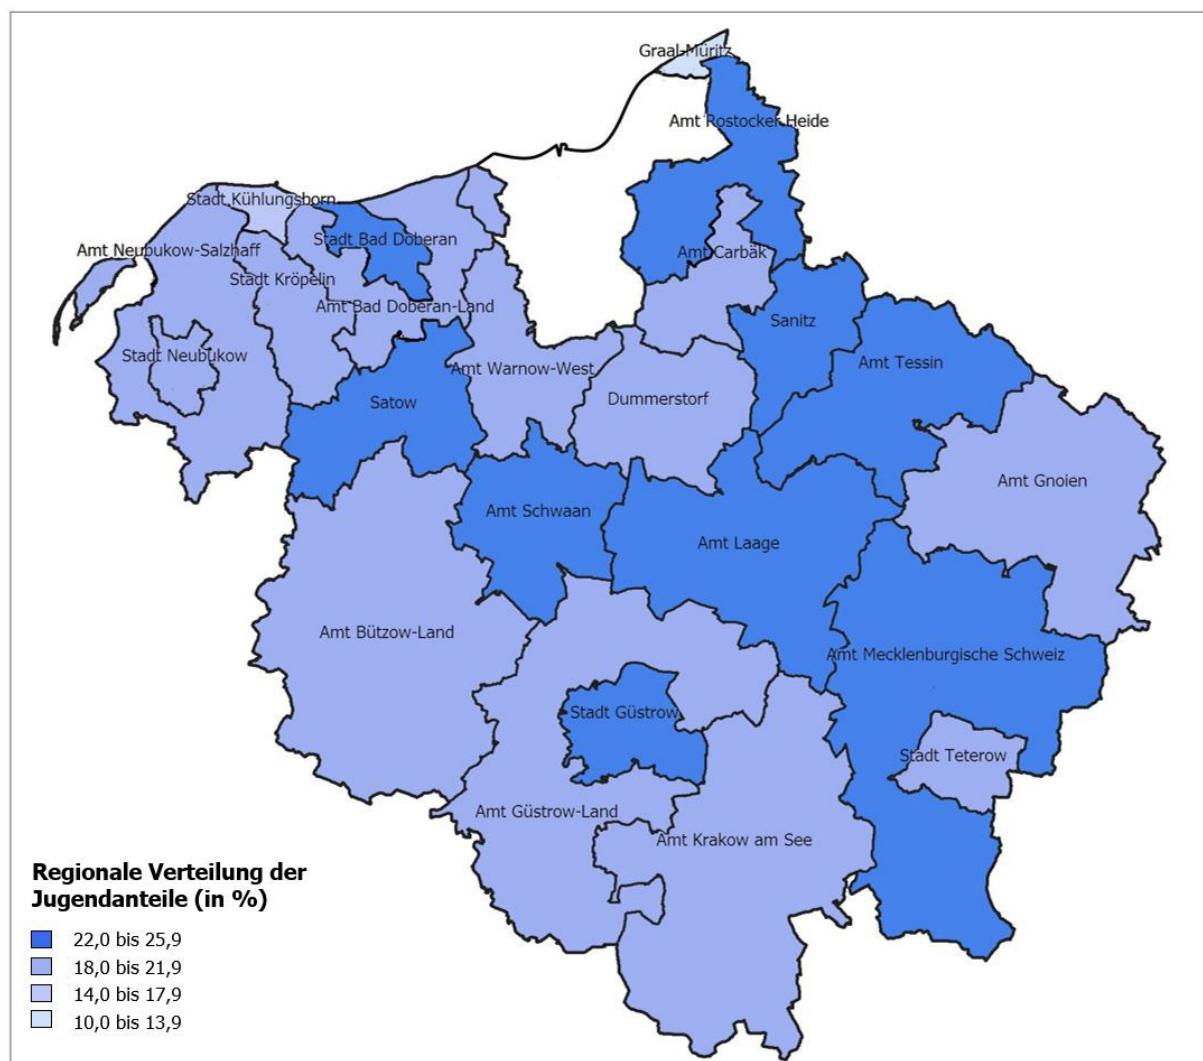 Graal-Müritz
Amt Rostocker Heide
Stadt Kühlungsborn
Stadt Bad Doberan
Amt Neubukow-Salzhaff
Amt Carbäk
Stadt Kröpelin
Amt Bad Doberan-Land
Sanitz
Stadt Neubukow
Amt Warnow-West
Amt Tessin
Satow
Dummerstorf
Amt Gnoien
Amt Schwaan
Amt Laage
Amt Bützow-Land
Amt Mecklenburgische Schweiz
Stadt Güstrow
Stadt Teterow
Amt Güstrow-Land
Amt Krakow am See
Regionale Verteilung der
Jugendanteile (in %)
22,0 bis 25,9
18,0 bis 21,9
14,0 bis 17,9
10,0 bis 13,9